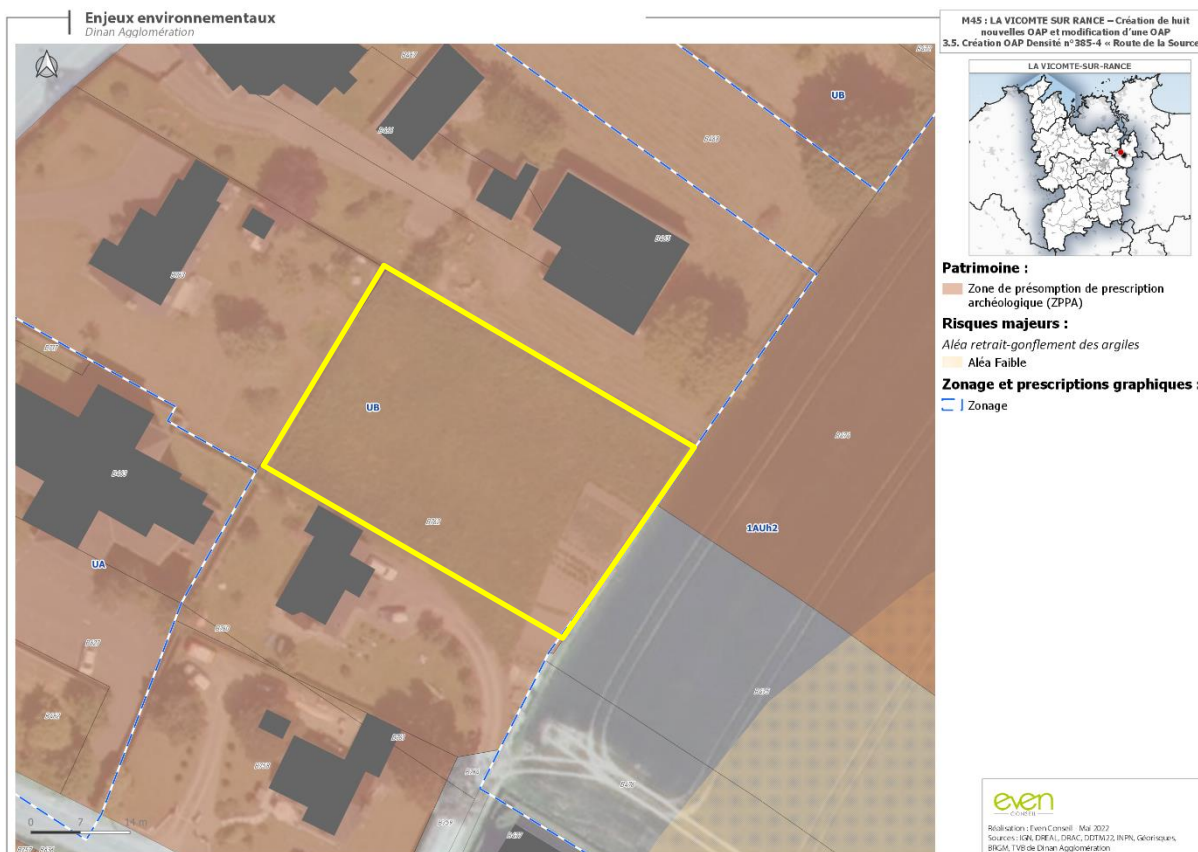 Enjeux environnementaux
Dinan Agglomération
M45 : LA VICOMTE SUR RANCE – Création de huit
nouvelles OAP et modification d'une OAP
3.5. Création OAP Densité n°385-4 « Route de la Source
LA VICOMTE-SUR-RANCE
Patrimoine :
Zone de présomption de prescription
archéologique (ZPPA)
Risques majeurs :
Aléa retrait-gonflement des argiles
Aléa Faible
Zonage et prescriptions graphiques :
Zonage
UB
UB
1AUh2
UA
0 7 14 m
even
CONSEIL
Réalisation : Even Conseil Mai 2022
Sources : IGN, DREAL, DRAC, DDTM22, INPN, Géorisques,
BRGM, TVB de Dinan Agglomération